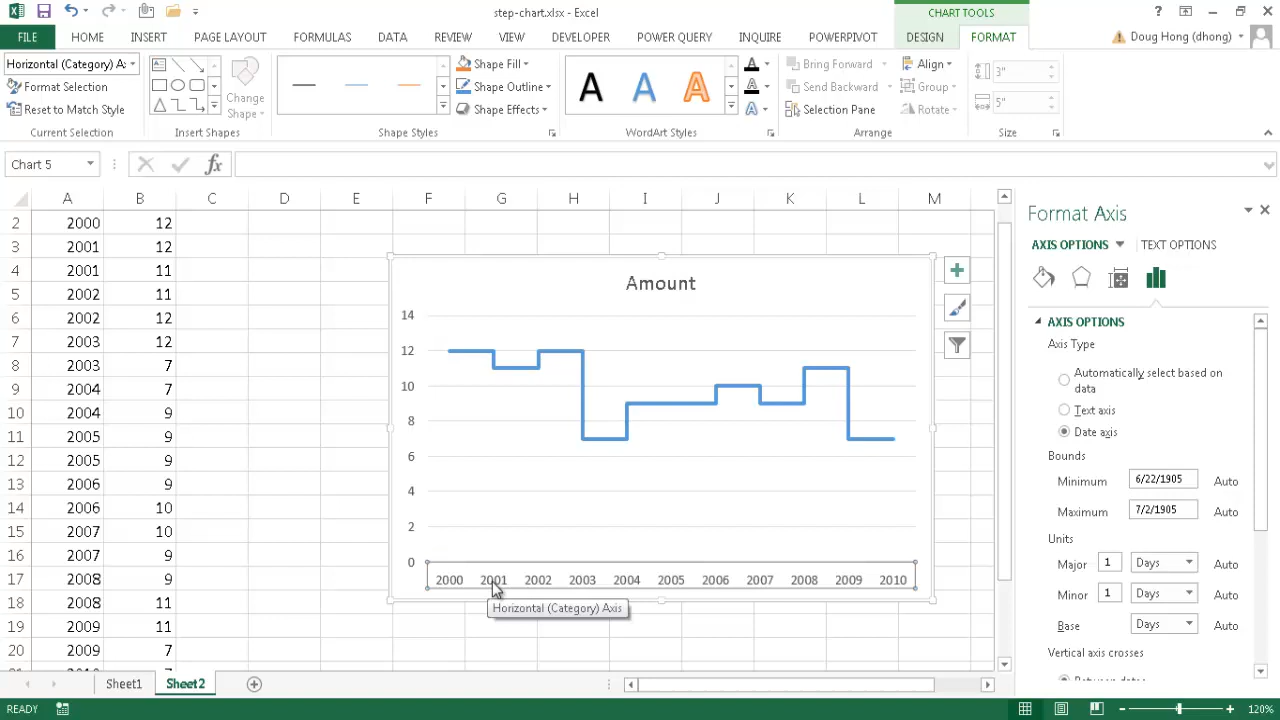 step-chart.xlsx - Excel
CHART TOOLS
?
FILE HOME INSERT PAGE LAYOUT FORMULAS DATA REVIEW VIEW DEVELOPER POWER QUERY INQUIRE POWERPIVOT DESIGN FORMAT Doug Hong (dhong)
Horizontal (Category) A
Format Selection
Reset to Match Style
Current Selection
Change
Shape
Insert Shapes
Shape Fill
Shape Outline
Shape Effects
Shape Styles
A A A
WordArt Styles
Bring Forward
Send Backward
Selection Pane
Align
Group
Rotate
Arrange
3"
5"
Size
Chart 5
fx
A B C D E F G H I J K L M
2 2000 12
3 2001 12
4 2001 11
5 2002 11
6 2002 12
7 2003 12
8 2003 7
9 2004 7
10 2004 9
11 2005 9
12 2005 9
13 2006 9
14 2006 10
15 2007 10
16 2007 9
17 2008 9
18 2008 11
19 2009 11
20 2009 7
Amount
14
12
10
8
6
4
2
0
2000 2001 2002 2003 2004 2005 2006 2007 2008 2009 2010
Horizontal (Category) Axis
Format Axis
AXIS OPTIONS TEXT OPTIONS
AXIS OPTIONS
Axis Type
Automatically select based on
data
Text axis
Date axis
Bounds
Minimum 6/22/1905 Auto
Maximum 7/2/1905 Auto
Units
Major 1 Days Auto
Minor 1 Days Auto
Base Days Auto
Vertical axis crosses
Between dates
Sheet1 Sheet2
READY 120%